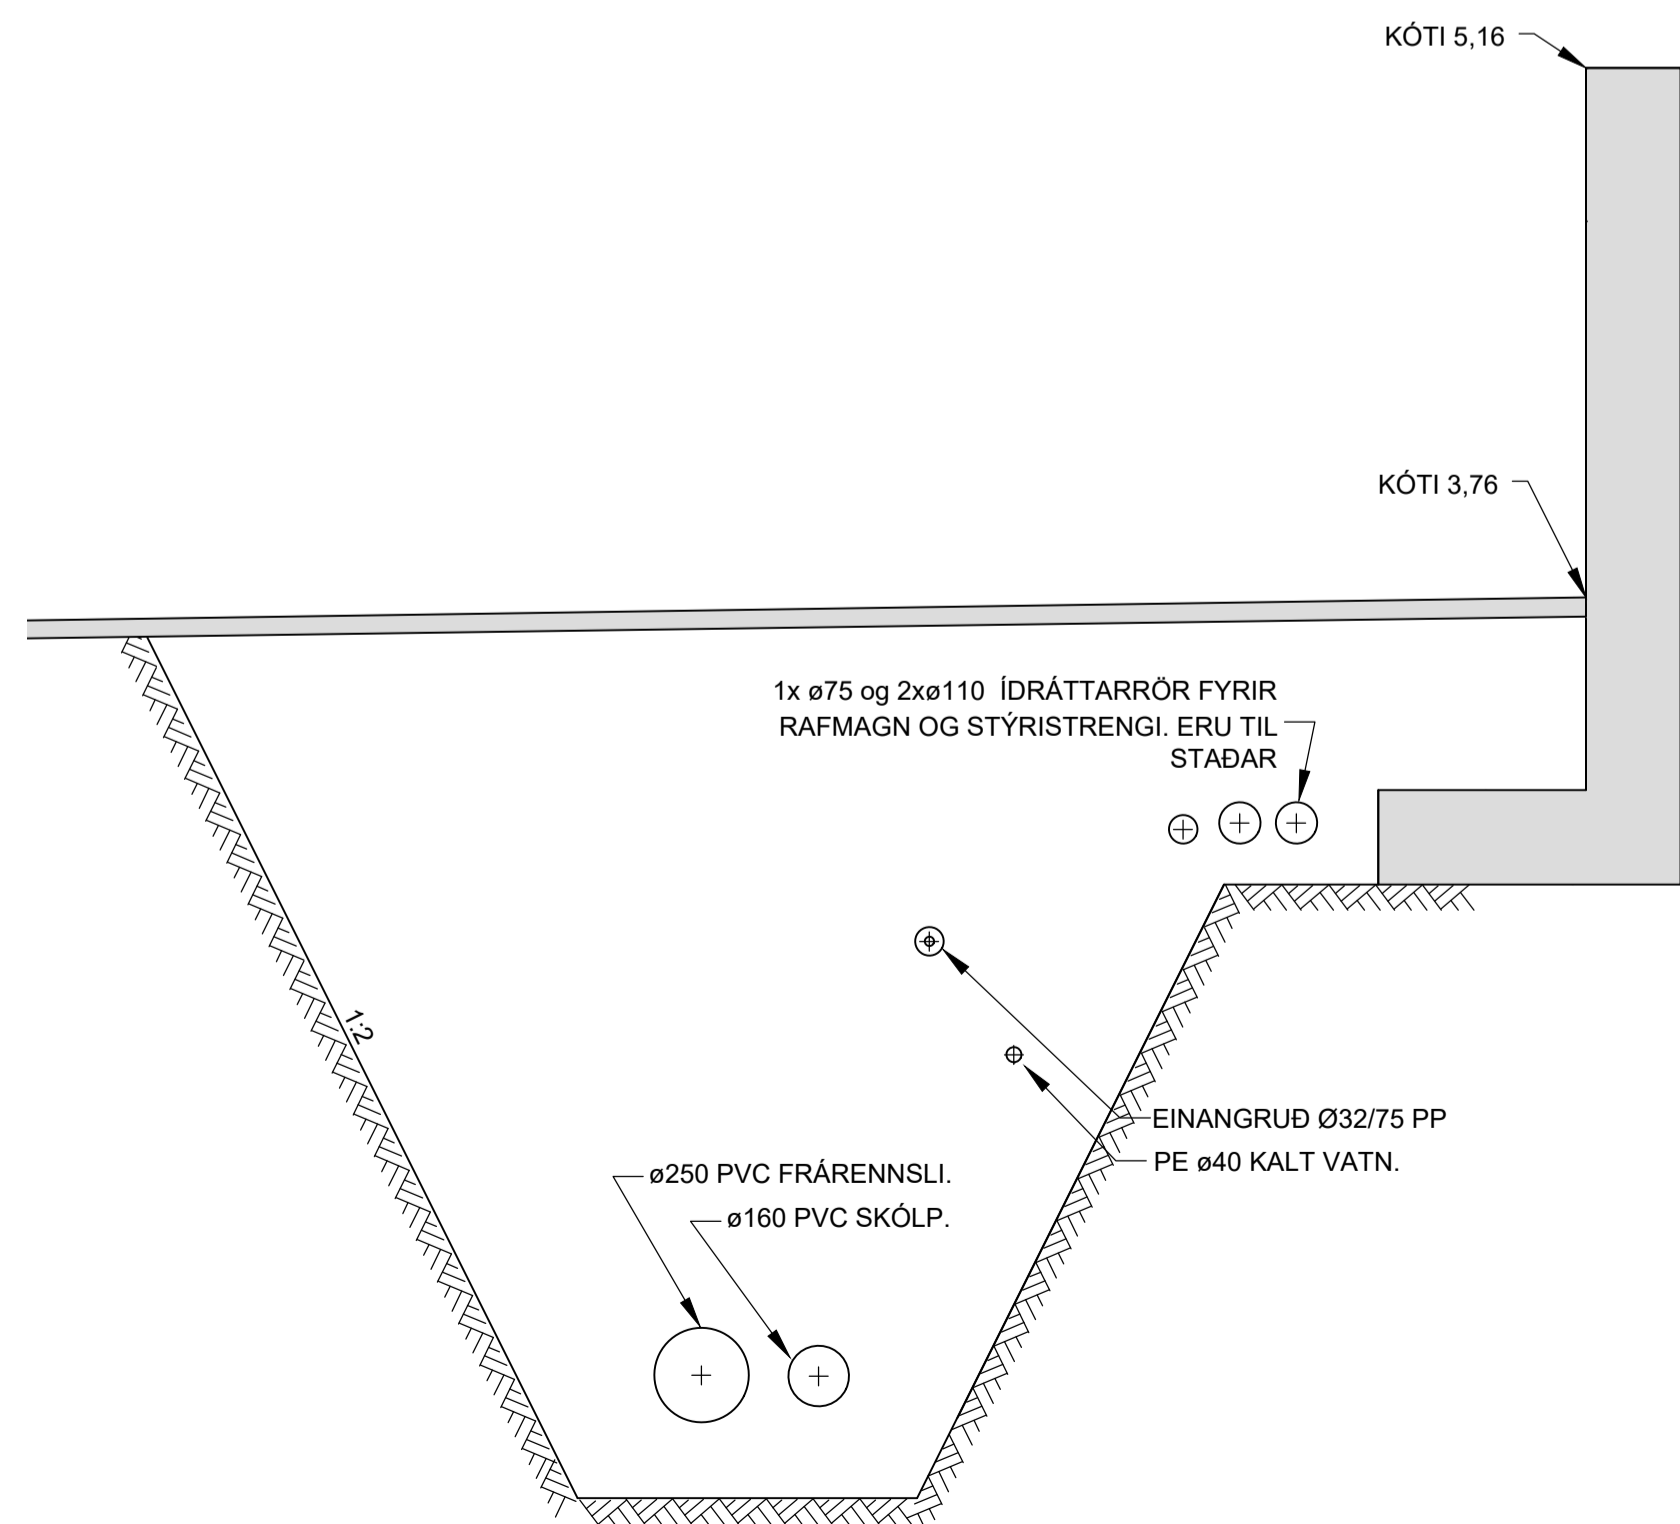 KÓTI 5,16
KÓTI 3,76
1x ø75 og 2xø110 ÍDRÁTTARRÖR FYRIR
RAFMAGN OG STÝRISTRENGI. ERU TIL
STAÐAR
1:2
EINANGRUÐ Ø32/75 PP
PE ø40 KALT VATN.
ø250 PVC FRÁRENNSLI.
ø160 PVC SKÓLP.